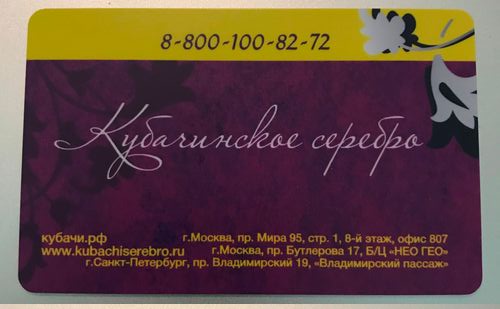 8-800-100-82-72
Кубачинское серебро
кубачи.рф г.Москва, пр. Мира 95, стр. 1, 8-й этаж, офис 807
www.kubachiserebro.ru г.Москва, пр. Бутлерова 17, Б/Ц «НЕО ГЕО»
г.Санкт-Петербург, пр. Владимирский 19, «Владимирский пассаж»